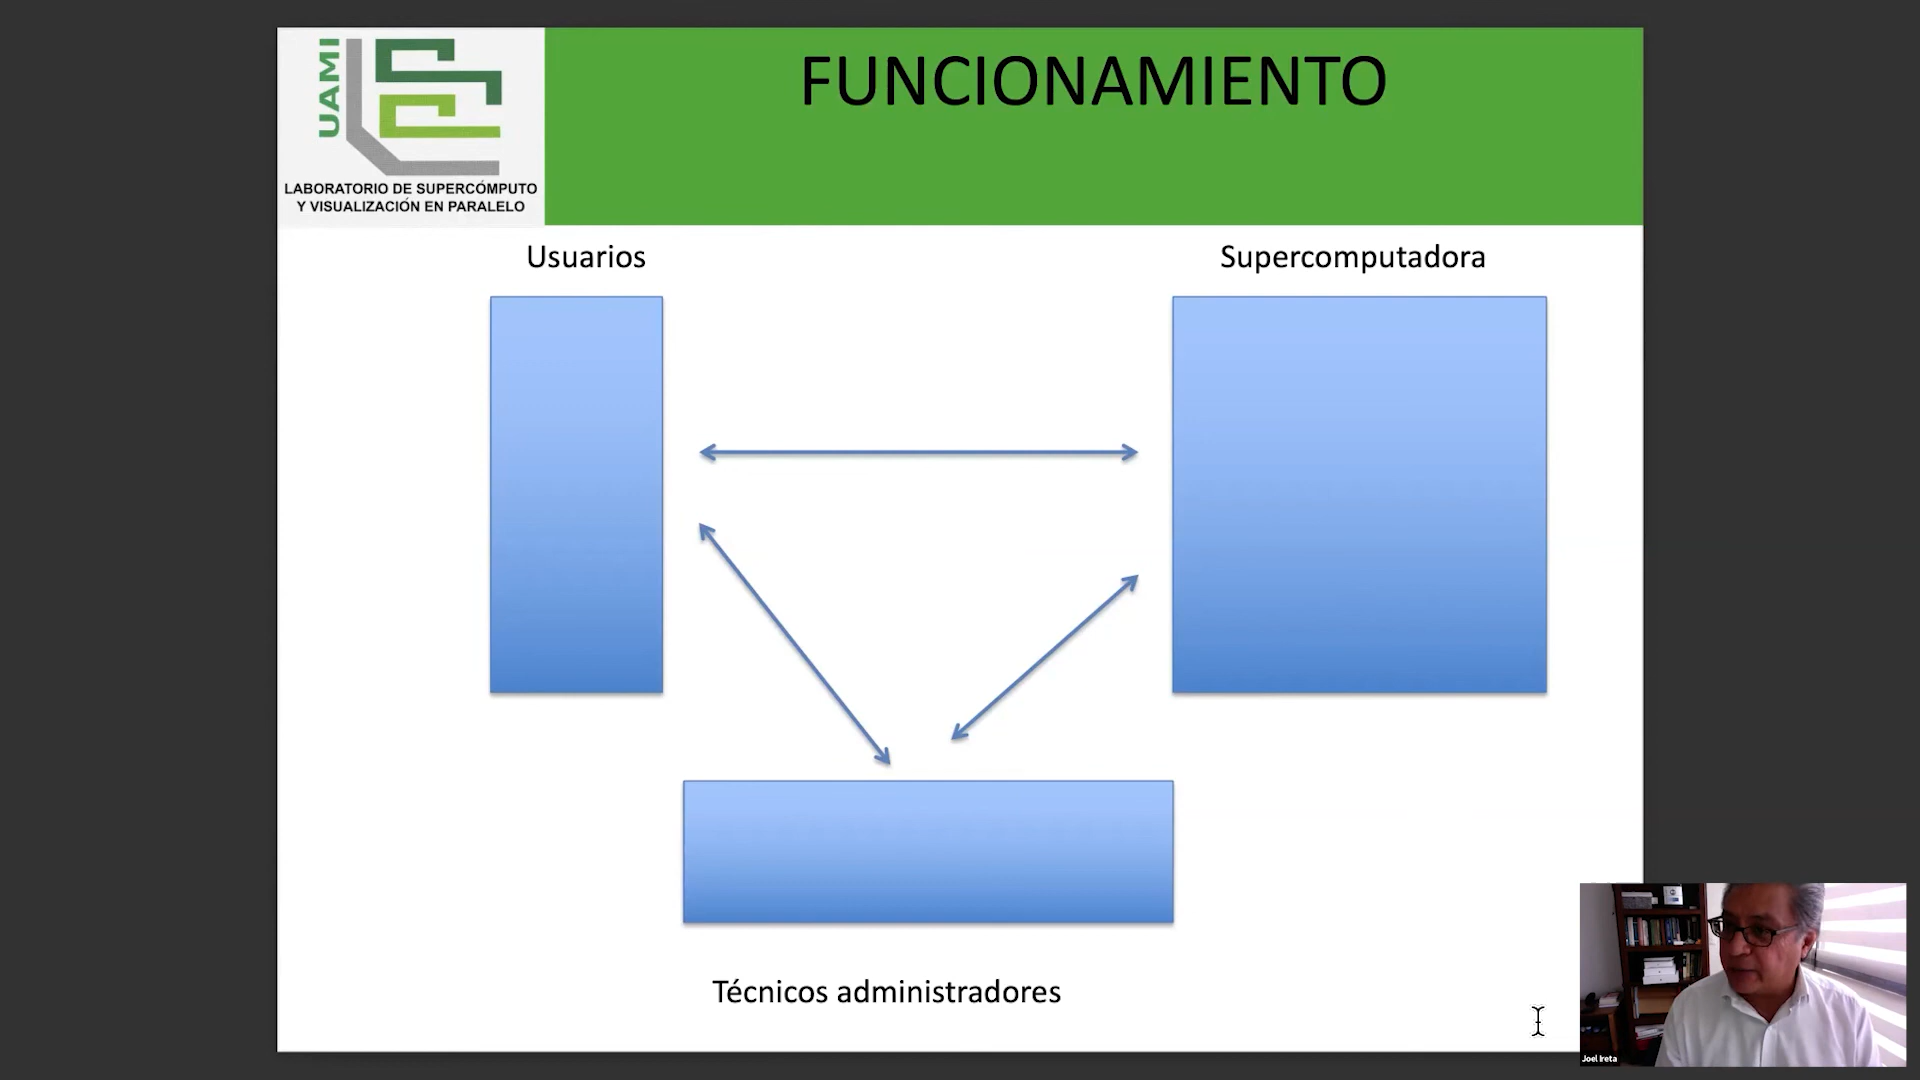 UAMI
LABORATORIO DE SUPERCÓMPUTO
Y VISUALIZACIÓN EN PARALELO
FUNCIONAMIENTO
Usuarios
Supercomputadora
Técnicos administradores
Joel Ireta